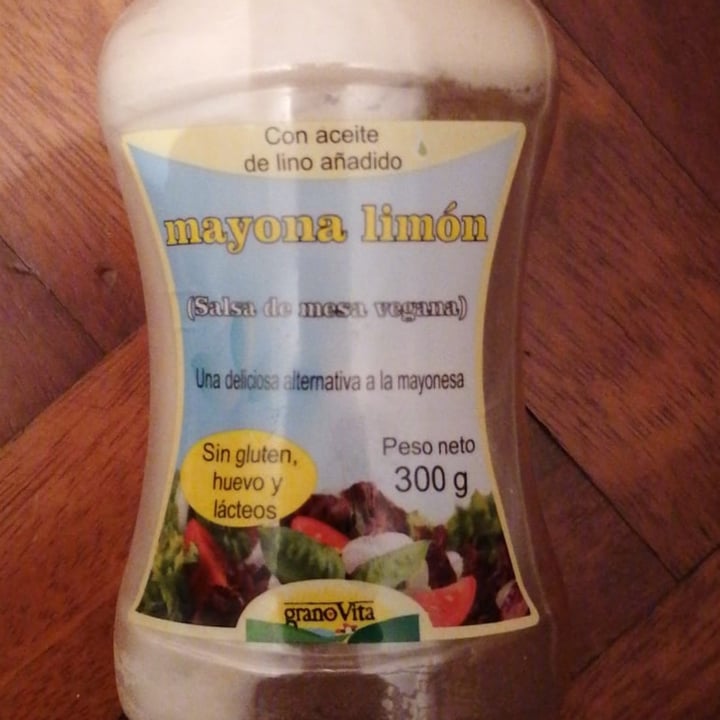 Con aceite
de lino añadido
mayona limón
(Salsa de mesa vegana)
Una deliciosa alternativa a la mayonesa
Sin gluten,
huevo y
lácteos
Peso neto
300 g
granoVita